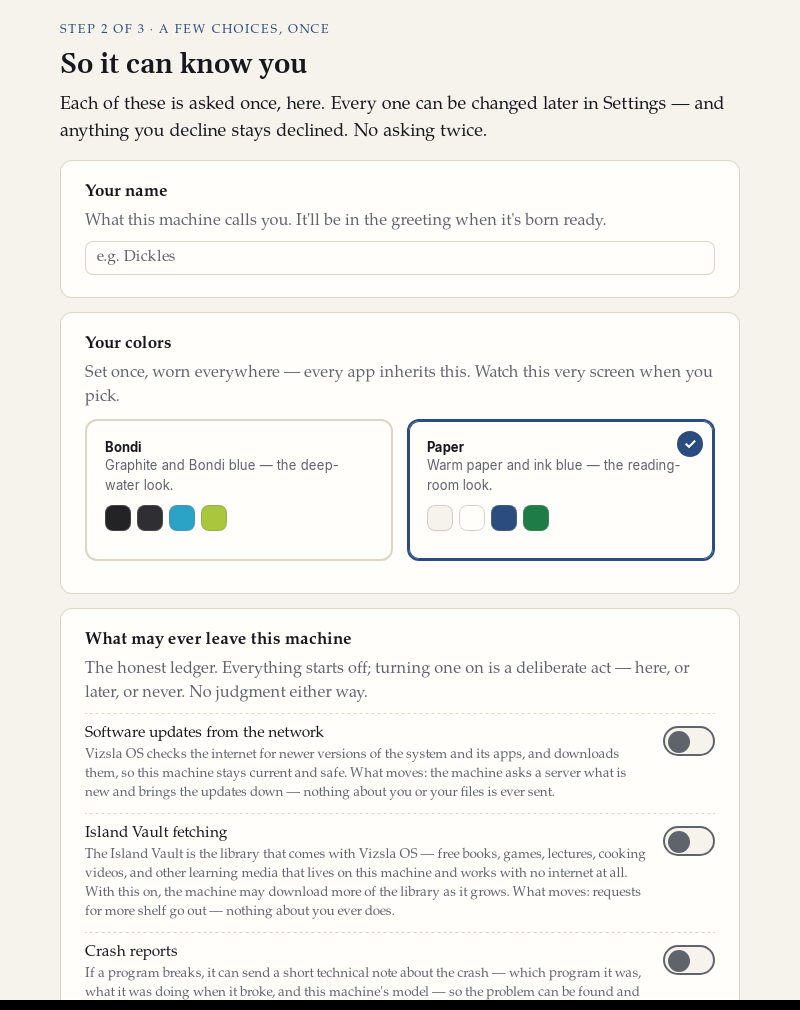 STEP 2 OF 3 · A FEW CHOICES, ONCE
So it can know you
Each of these is asked once, here. Every one can be changed later in Settings — and
anything you decline stays declined. No asking twice.
Your name
What this machine calls you. It'll be in the greeting when it's born ready.
e.g. Dickles
Your colors
Set once, worn everywhere — every app inherits this. Watch this very screen when you
pick.
Bondi
Graphite and Bondi blue — the deep-
water look.
Paper
Warm paper and ink blue — the reading-
room look.
What may ever leave this machine
The honest ledger. Everything starts off; turning one on is a deliberate act — here, or
later, or never. No judgment either way.
Software updates from the network
Vizsla OS checks the internet for newer versions of the system and its apps, and downloads
them, so this machine stays current and safe. What moves: the machine asks a server what is
new and brings the updates down — nothing about you or your files is ever sent.
Island Vault fetching
The Island Vault is the library that comes with Vizsla OS — free books, games, lectures, cooking
videos, and other learning media that lives on this machine and works with no internet at all.
With this on, the machine may download more of the library as it grows. What moves: requests
for more shelf go out — nothing about you ever does.
Crash reports
If a program breaks, it can send a short technical note about the crash — which program it was,
what it was doing when it broke, and this machine's model — so the problem can be found and